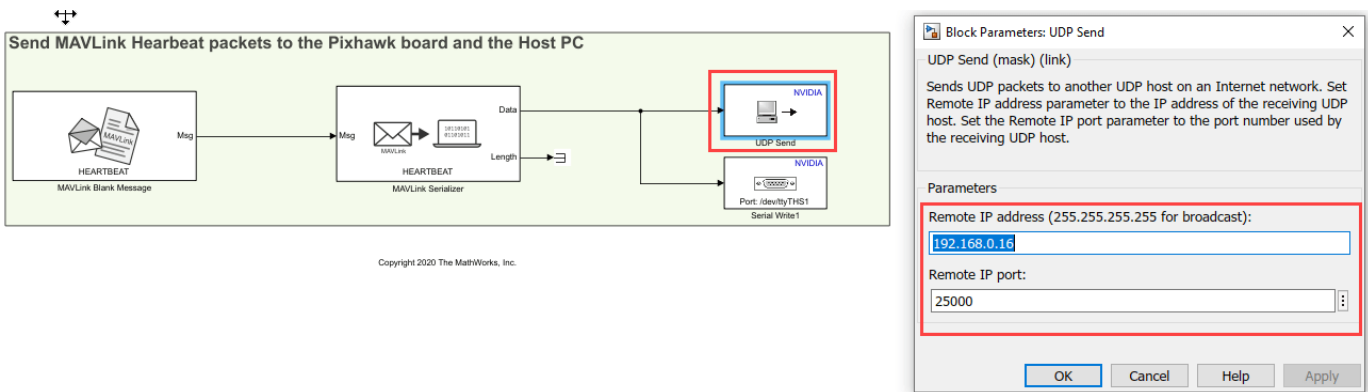 Send MAVLink Hearbeat packets to the Pixhawk board and the Host PC
MAVLink
Msg
HEARTBEAT
MAVLink Blank Message
Msg
MAVLink
10110101
01101011
Data
Length
HEARTBEAT
MAVLink Serializer
NVIDIA
UDP Send
NVIDIA
Port: /dev/ttyTHS1
Serial Write1
Copyright 2020 The MathWorks, Inc.
Block Parameters: UDP Send
UDP Send (mask) (link)
Sends UDP packets to another UDP host on an Internet network. Set
Remote IP address parameter to the IP address of the receiving UDP
host. Set the Remote IP port parameter to the port number used by
the receiving UDP host.
Parameters
Remote IP address (255.255.255.255 for broadcast):
192.168.0.16
Remote IP port:
25000
OK
Cancel
Help
Apply